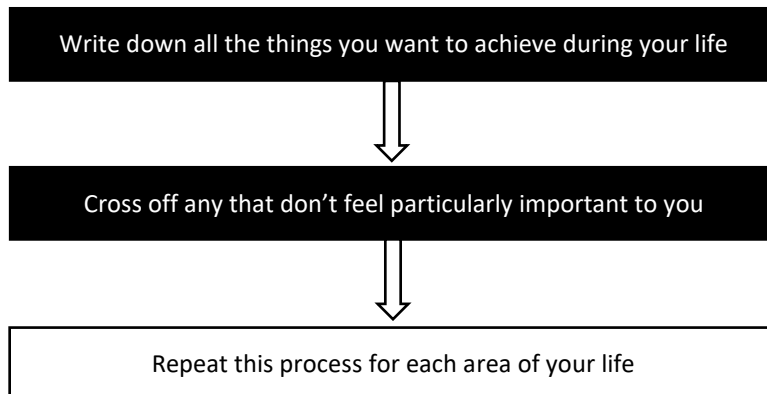 Write down all the things you want to achieve during your life
Cross off any that don’t feel particularly important to you
Repeat this process for each area of your life